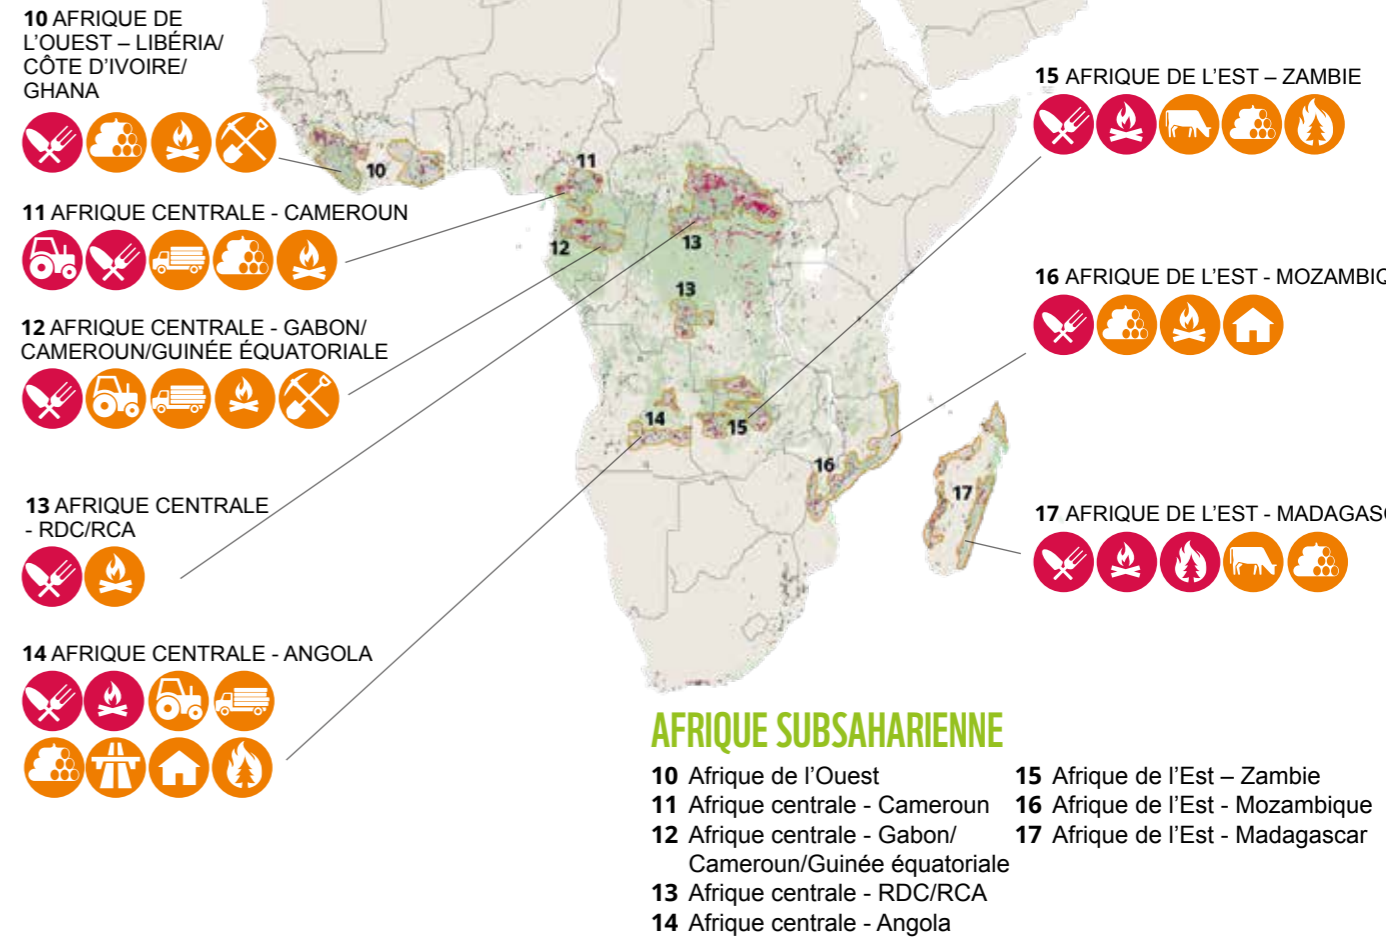 10 AFRIQUE DE
L'OUEST – LIBÉRIA/
CÔTE D'IVOIRE/
GHANA
11 AFRIQUE CENTRALE - CAMEROUN
12 AFRIQUE CENTRALE - GABON/
CAMEROUN/GUINÉE ÉQUATORIALE
13 AFRIQUE CENTRALE
- RDC/RCA
14 AFRIQUE CENTRALE - ANGOLA
10
11
12
13
13
14
15
16
17
15 AFRIQUE DE L'EST – ZAMBIE
16 AFRIQUE DE L'EST - MOZAMBIQ
17 AFRIQUE DE L'EST - MADAGASC
AFRIQUE SUBSAHARIENNE
10 Afrique de l'Ouest
11 Afrique centrale - Cameroun
12 Afrique centrale - Gabon/
Cameroun/Guinée équatoriale
13 Afrique centrale - RDC/RCA
14 Afrique centrale - Angola
15 Afrique de l'Est – Zambie
16 Afrique de l'Est - Mozambique
17 Afrique de l'Est - Madagascar